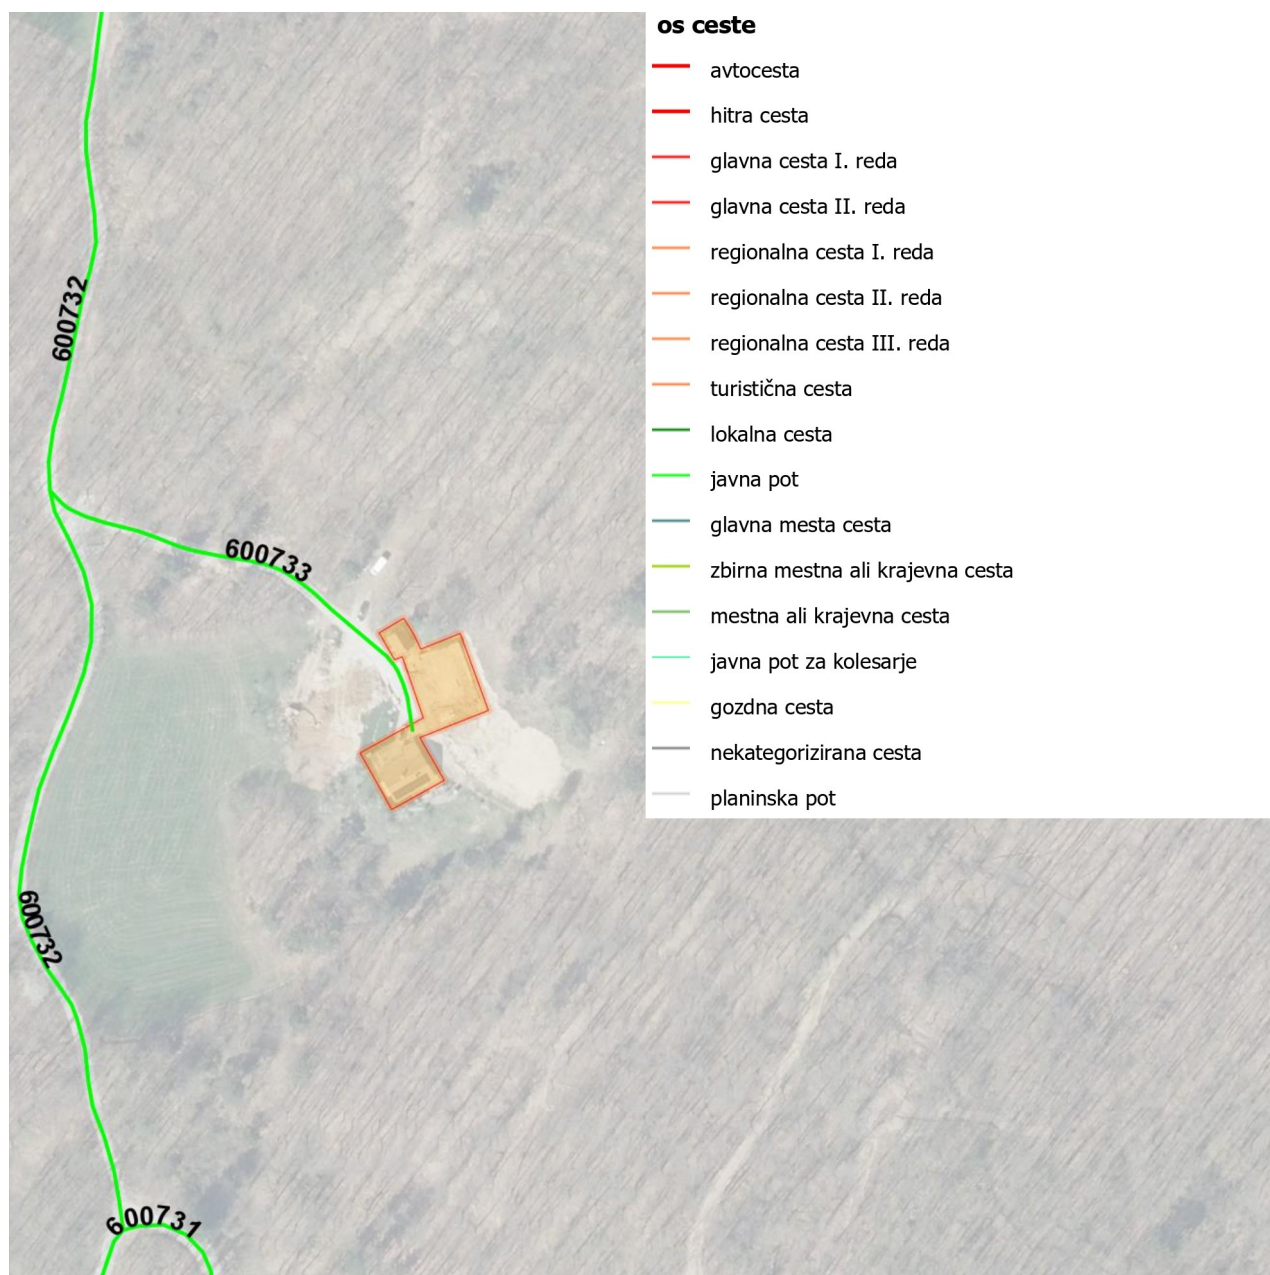 os ceste
avtocesta
hitra cesta
glavna cesta I. reda
glavna cesta II. reda
regionalna cesta I. reda
regionalna cesta II. reda
regionalna cesta III. reda
turistična cesta
lokalna cesta
javna pot
glavna mesta cesta
zbirna mestna ali krajevna cesta
mestna ali krajevna cesta
javna pot za kolesarje
gozdna cesta
nekategorizirana cesta
planinska pot
600732
600733
600732
600731